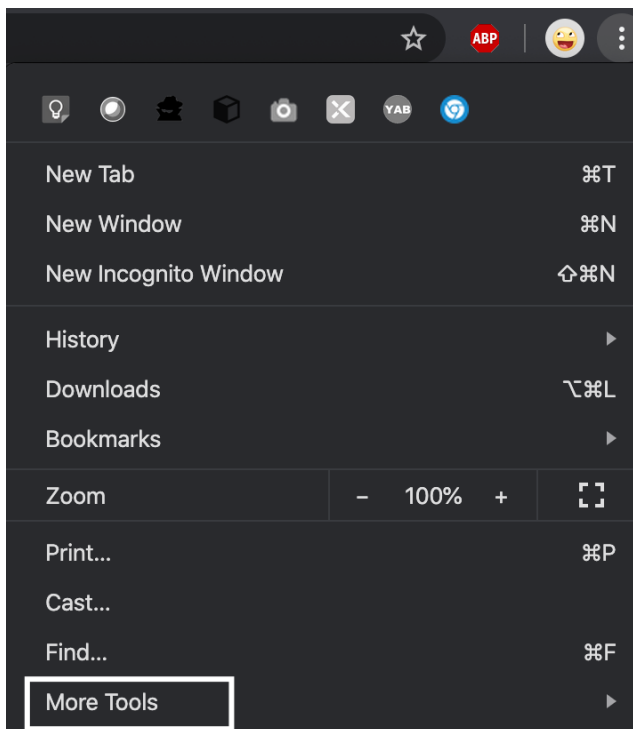 ABP
YAB
New Tab ⌘T
New Window ⌘N
New Incognito Window ⇧⌘N
History
Downloads ⌥⌘L
Bookmarks
Zoom - 100% +
Print... ⌘P
Cast...
Find... ⌘F
More Tools